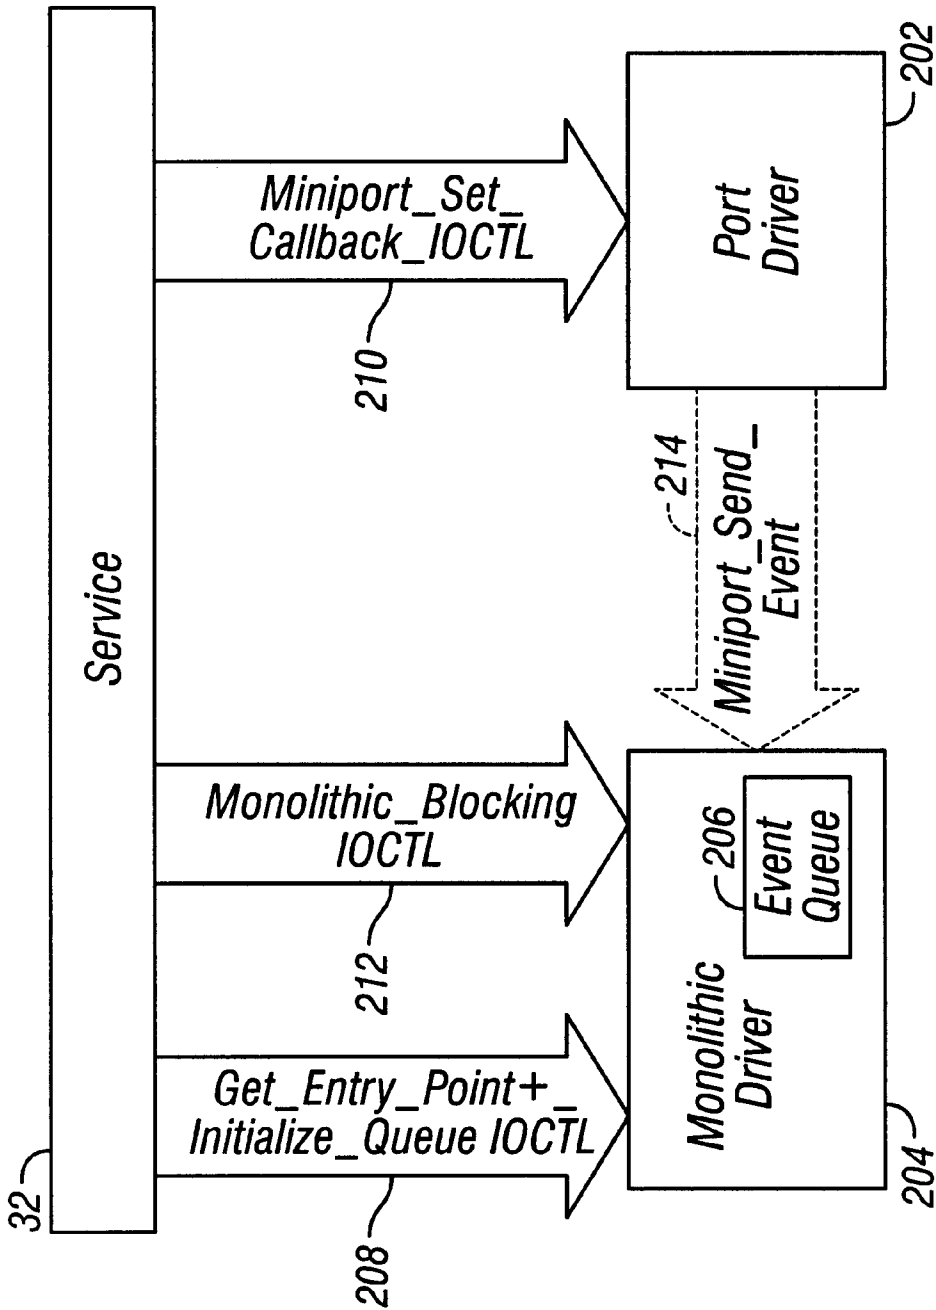 32
Service
208
Get_Entry_Point+_
Initialize_Queue IOCTL
212
Monolithic_Blocking
IOCTL
210
Miniport_Set_
Callback_IOCTL
204
Monolithic
Driver
206
Event
Queue
214
Miniport_Send_
Event
Port
Driver
202